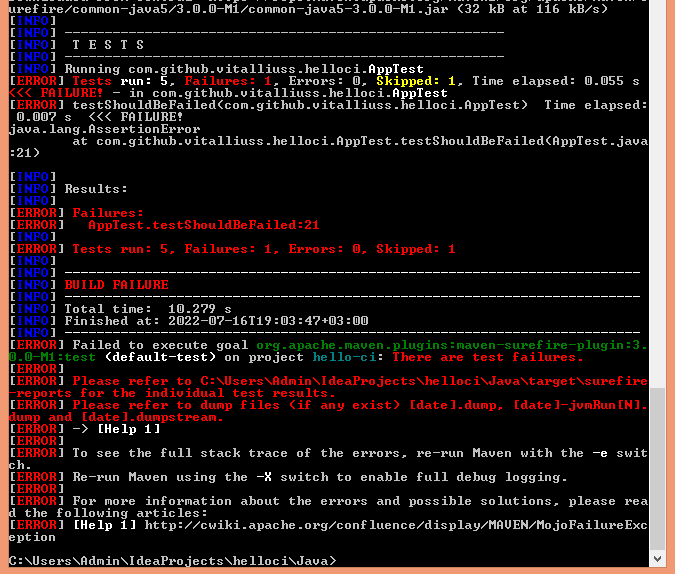 urefire/common-java5/3.0.0-M1/common-java5-3.0.0-M1.jar (32 kB at 116 kB/s)
[INFO]
[INFO] -------------------------------------------------------
[INFO]  T E S T S
[INFO] -------------------------------------------------------
[INFO] Running com.github.vitalliuss.helloci.AppTest
[ERROR] Tests run: 5, Failures: 1, Errors: 0, Skipped: 1, Time elapsed: 0.055 s
<<< FAILURE! - in com.github.vitalliuss.helloci.AppTest
[ERROR] testShouldBeFailed(com.github.vitalliuss.helloci.AppTest)  Time elapsed:
 0.007 s  <<< FAILURE!
java.lang.AssertionError
        at com.github.vitalliuss.helloci.AppTest.testShouldBeFailed(AppTest.java
:21)
[INFO]
[INFO] Results:
[INFO]
[ERROR] Failures:
[ERROR]   AppTest.testShouldBeFailed:21
[INFO]
[ERROR] Tests run: 5, Failures: 1, Errors: 0, Skipped: 1
[INFO]
[INFO] ------------------------------------------------------------------------
[INFO] BUILD FAILURE
[INFO] ------------------------------------------------------------------------
[INFO] Total time:  10.279 s
[INFO] Finished at: 2022-07-16T19:03:47+03:00
[INFO] ------------------------------------------------------------------------
[ERROR] Failed to execute goal org.apache.maven.plugins:maven-surefire-plugin:3.
0.0-M1:test (default-test) on project hello-ci: There are test failures.
[ERROR]
[ERROR] Please refer to C:\Users\Admin\IdeaProjects\helloci\Java\target\surefire
-reports for the individual test results.
[ERROR] Please refer to dump files (if any exist) [date].dump, [date]-jvmRun[N].
dump and [date].dumpstream.
[ERROR] -> [Help 1]
[ERROR]
[ERROR] To see the full stack trace of the errors, re-run Maven with the -e swit
ch.
[ERROR] Re-run Maven using the -X switch to enable full debug logging.
[ERROR]
[ERROR] For more information about the errors and possible solutions, please rea
d the following articles:
[ERROR] [Help 1] http://cwiki.apache.org/confluence/display/MAVEN/MojoFailureExc
eption
C:\Users\Admin\IdeaProjects\helloci\Java>